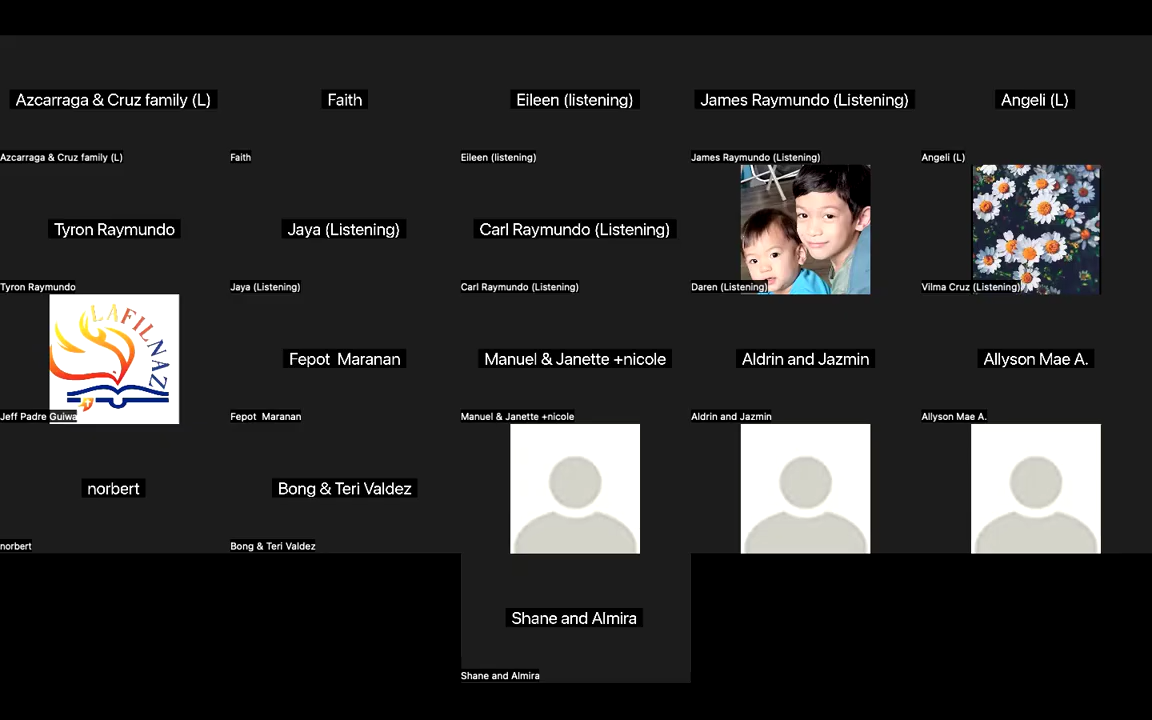 Azcarraga & Cruz family (L)
Faith
Eileen (listening)
James Raymundo (Listening)
Angeli (L)
Azcarraga & Cruz family (L)
Faith
Eileen (listening)
James Raymundo (Listening)
Angeli (L)
Tyron Raymundo
Jaya (Listening)
Carl Raymundo (Listening)
Tyron Raymundo
Jaya (Listening)
Carl Raymundo (Listening)
Daren (Listening)
Vilma Cruz (Listening)
LAFILNAZ
Fepot Maranan
Manuel & Janette +nicole
Aldrin and Jazmin
Allyson Mae A.
Jeff Padre Guiwa
Fepot Maranan
Manuel & Janette +nicole
Aldrin and Jazmin
Allyson Mae A.
norbert
Bong & Teri Valdez
norbert
Bong & Teri Valdez
Shane and Almira
Shane and Almira